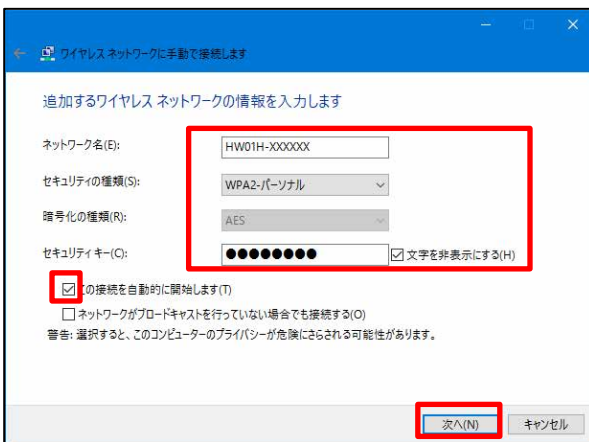 ワイヤレス ネットワークに手動で接続します
追加するワイヤレス ネットワークの情報を入力します
ネットワーク名(E): HW01H-XXXXXX
セキュリティの種類(S): WPA2-パーソナル
暗号化の種類(R): AES
セキュリティ キー(C): ●●●●●●●● 文字を非表示にする(H)
この接続を自動的に開始します(T)
ネットワークがブロードキャストを行っていない場合でも接続する(O)
警告: 選択すると、このコンピューターのプライバシーが危険にさらされる可能性があります。
次へ(N) キャンセル